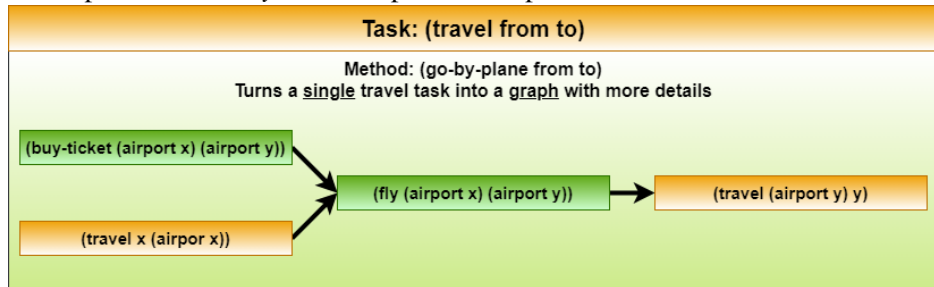 Task: (travel from to)
Method: (go-by-plane from to)
Turns a single travel task into a graph with more details
(buy-ticket (airport x) (airport y))
(fly (airport x) (airport y))
(travel (airport y) y)
(travel x (airpor x))